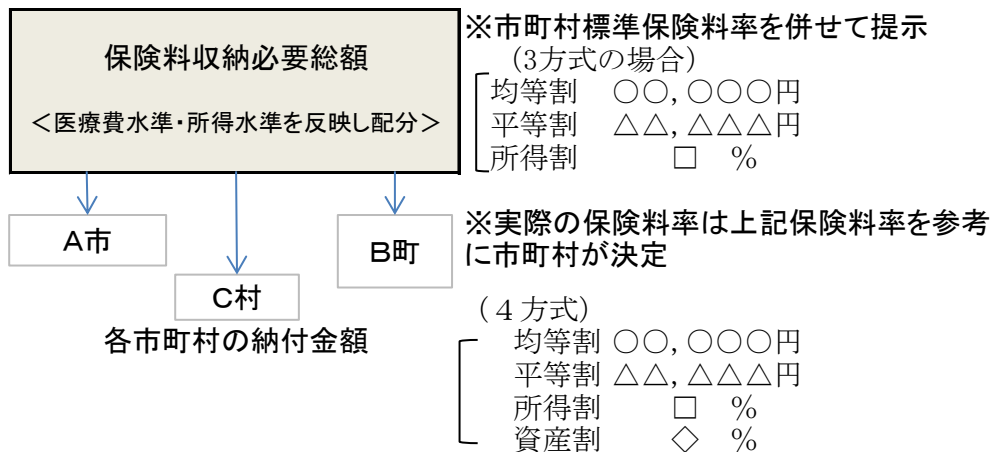 保険料収納必要総額
＜医療費水準・所得水準を反映し配分＞
A市
C村
B町
各市町村の納付金額
※市町村標準保険料率を併せて提示
（3方式の場合）
均等割　○○，○○○円
平等割　△△，△△△円
所得割　□　％
※実際の保険料率は上記保険料率を参考
に市町村が決定
（４方式）
均等割 ○○，○○○円
平等割 △△，△△△円
所得割　□　％
資産割　◇　％